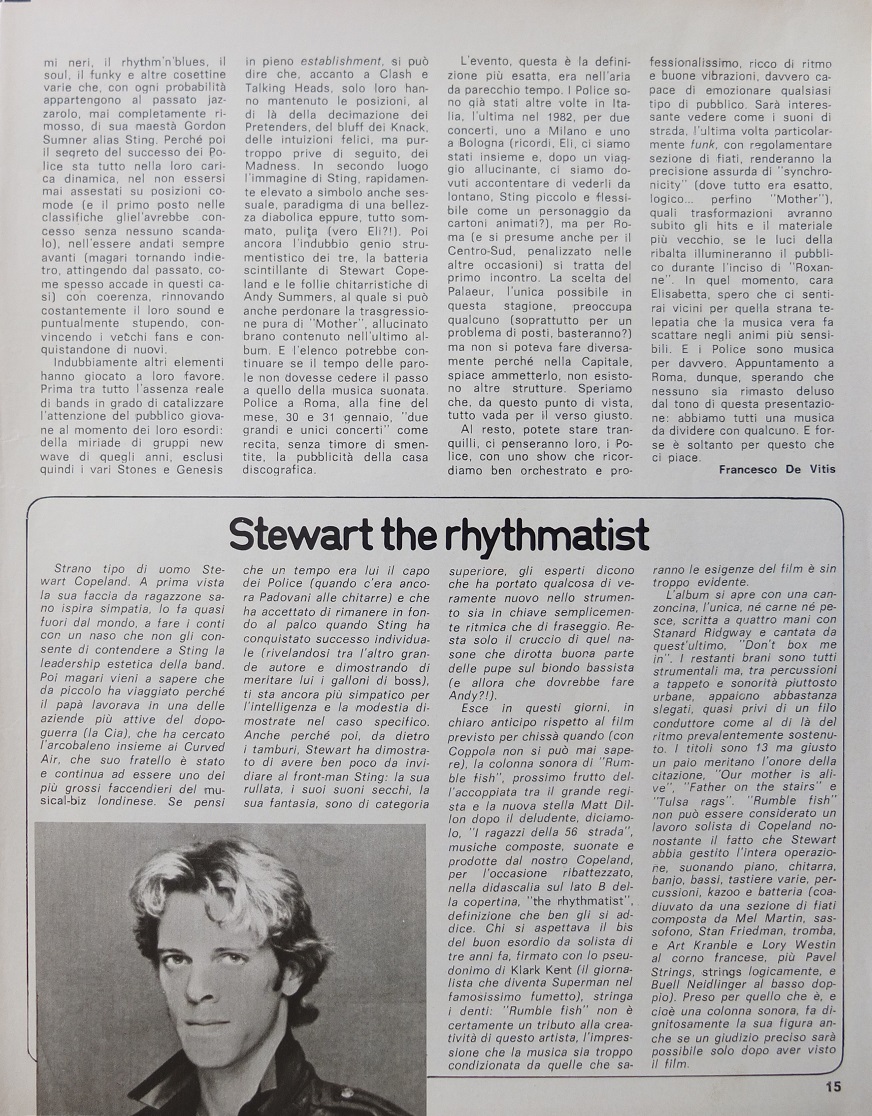 mi neri, il rhythm'n'blues, il
soul, il funky e altre cosettine
varie che, con ogni probabilità
appartengono al passato jaz-
zarolo, mai completamente ri-
mosso, di sua maestà Gordon
Sumner alias Sting. Perché poi
il segreto del successo dei Po-
lice sta tutto nella loro cari-
ca dinamica, nel non essersi
mai assestati su posizioni co-
mode (e il primo posto nelle
classifiche gliel'avrebbe con-
cesso senza nessuno scanda-
lo), nell'essere andati sempre
avanti (magari tornando indie-
tro, attingendo dal passato, co-
me spesso accade in questi ca-
si) con coerenza, rinnovando
costantemente il loro sound e
puntualmente stupendo, con-
vincendo i vecchi fans e con-
quistandone di nuovi.
Indubbiamente altri elementi
hanno giocato a loro favore.
Prima tra tutto l'assenza reale
di bands in grado di catalizzare
l'attenzione del pubblico giova-
ne al momento dei loro esordi:
della miriade di gruppi new
wave di quegli anni, esclusi
quindi i vari Stones e Genesis
in pieno establishment, si può
dire che, accanto a Clash e
Talking Heads, solo loro han-
no mantenuto le posizioni, al
di là della decimazione dei
Pretenders, del bluff dei Knack,
delle intuizioni felici, ma pur-
troppo prive di seguito, dei
Madness. In secondo luogo
l'immagine di Sting, rapidamen-
te elevato a simbolo anche ses-
suale, paradigma di una bellez-
za diabolica eppure, tutto som-
mato, pulita (vero Eli?!). Poi
ancora l'indubbio genio stru-
mentistico dei tre, la batteria
scintillante di Stewart Cope-
land e le follie chitarristiche di
Andy Summers, al quale si può
anche perdonare la trasgressio-
ne pura di "Mother", allucinato
brano contenuto nell'ultimo al-
bum. E l'elenco potrebbe con-
tinuare se il tempo delle paro-
le non dovesse cedere il passo
a quello della musica suonata.
Police a Roma, alla fine del
mese, 30 e 31 gennaio, "due
grandi e unici concerti" come
recita, senza timore di smen-
tite, la pubblicità della casa
discografica.
L'evento, questa è la defini-
zione più esatta, era nell'aria
da parecchio tempo. I Police so-
no già stati altre volte in Ita-
lia, l'ultima nel 1982, per due
concerti, uno a Milano e uno
a Bologna (ricordi, Eli, ci siamo
stati insieme e, dopo un viag-
gio allucinante, ci siamo do-
vuti accontentare di vederli da
lontano, Sting piccolo e flessi-
bile come un personaggio da
cartoni animati?), ma per Ro-
ma (e si presume anche per il
Centro-Sud, penalizzato nelle
altre occasioni) si tratta del
primo incontro. La scelta del
Palaeur, l'unica possibile in
questa stagione, preoccupa
qualcuno (soprattutto per un
problema di posti, basteranno?)
ma non si poteva fare diversa-
mente perché nella Capitale,
spiace ammetterlo, non esisto-
no altre strutture. Speriamo
che, da questo punto di vista,
tutto vada per il verso giusto.
Al resto, potete stare tran-
quilli, ci penseranno loro, i Po-
lice, con uno show che ricor-
diamo ben orchestrato e pro-
fessionalissimo, ricco di ritmo
e buone vibrazioni, davvero ca-
pace di emozionare qualsiasi
tipo di pubblico. Sarà interes-
sante vedere come i suoni di
strada, l'ultima volta particolar-
mente funk, con regolamentare
sezione di fiati, renderanno la
precisione assurda di "synchro-
nicity" (dove tutto era esatto,
logico... perfino "Mother"),
quali trasformazioni avranno
subito gli hits e il materiale
più vecchio, se le luci della
ribalta illumineranno il pubbli-
co durante l'inciso di "Roxan-
ne". In quel momento, cara
Elisabetta, spero che ci senti-
rai vicini per quella strana te-
lepatia che la musica vera fa
scattare negli animi più sensi-
bili. E i Police sono musica
per davvero. Appuntamento a
Roma, dunque, sperando che
nessuno sia rimasto deluso
dal tono di questa presentazio-
ne: abbiamo tutti una musica
da dividere con qualcuno. E for-
se è soltanto per questo che
ci piace.
Francesco De Vitis
Stewart the rhythmatist
Strano tipo di uomo Ste-
wart Copeland. A prima vista
la sua faccia da ragazzone sa-
no ispira simpatia, lo fa quasi
fuori dal mondo, a fare i conti
con un naso che non gli con-
sente di contendere a Sting la
leadership estetica della band.
Poi magari vieni a sapere che
da piccolo ha viaggiato perché
il papà lavorava in una delle
aziende più attive del dopo-
guerra (la Cia), che ha cercato
l'arcobaleno insieme ai Curved
Air, che suo fratello è stato
e continua ad essere uno dei
più grossi faccendieri del mu-
sical-biz londinese. Se pensi
che un tempo era lui il capo
dei Police (quando c'era anco-
ra Padovani alle chitarre) e che
ha accettato di rimanere in fon-
do al palco quando Sting ha
conquistato successo individua-
le (rivelandosi tra l'altro gran-
de autore e dimostrando di
meritare lui i galloni di boss),
ti sta ancora più simpatico per
l'intelligenza e la modestia di-
mostrate nel caso specifico.
Anche perché poi, da dietro
i tamburi, Stewart ha dimostra-
to di avere ben poco da invi-
diare al front-man Sting: la sua
rullata, i suoi suoni secchi, la
sua fantasia, sono di categoria
superiore, gli esperti dicono
che ha portato qualcosa di ve-
ramente nuovo nello strumen-
to sia in chiave semplicemen-
te ritmica che di fraseggio. Re-
sta solo il cruccio di quel na-
sone che dirotta buona parte
delle pupe sul biondo bassista
(e allora che dovrebbe fare
Andy?!).
Esce in questi giorni, in
chiaro anticipo rispetto al film
previsto per chissà quando (con
Coppola non si può mai sape-
re), la colonna sonora di "Rum-
ble fish", prossimo frutto del-
l'accoppiata tra il grande regi-
sta e la nuova stella Matt Dil-
lon dopo il deludente, diciamo-
lo, "I ragazzi della 56 strada",
musiche composte, suonate e
prodotte dal nostro Copeland,
per l'occasione ribattezzato,
nella didascalia sul lato B del-
la copertina, "the rhythmatist",
definizione che ben gli si ad-
dice. Chi si aspettava il bis
del buon esordio da solista di
tre anni fa, firmato con lo pseu-
donimo di Klark Kent (il giorna-
lista che diventa Superman nel
famosissimo fumetto), stringa
i denti: "Rumble fish" non è
certamente un tributo alla crea-
tività di questo artista, l'impres-
sione che la musica sia troppo
condizionata da quelle che sa-
ranno le esigenze del film è sin
troppo evidente.
L'album si apre con una can-
zoncina, l'unica, né carne né pe-
sce, scritta a quattro mani con
Stanard Ridgway e cantata da
quest'ultimo, "Don't box me
in". I restanti brani sono tutti
strumentali ma, tra percussioni
a tappeto e sonorità piuttosto
urbane, appaiono abbastanza
slegati, quasi privi di un filo
conduttore come al di là del
ritmo prevalentemente sostenu-
to. I titoli sono 13 ma giusto
un paio meritano l'onore della
citazione, "Our mother is ali-
ve", "Father on the stairs" e
"Tulsa rags". "Rumble fish"
non può essere considerato un
lavoro solista di Copeland no-
nostante il fatto che Stewart
abbia gestito l'intera operazio-
ne, suonando piano, chitarra,
banjo, bassi, tastiere varie, per-
cussioni, kazoo e batteria (coa-
diuvato da una sezione di fiati
composta da Mel Martin, sas-
sofono, Stan Friedman, tromba,
e Art Kranble e Lory Westin
al corno francese, più Pavel
Strings, strings logicamente, e
Buell Neidlinger al basso dop-
pio). Preso per quello che è, e
cioè una colonna sonora, fa di-
gnitosamente la sua figura an-
che se un giudizio preciso sarà
possibile solo dopo aver visto
il film.
15